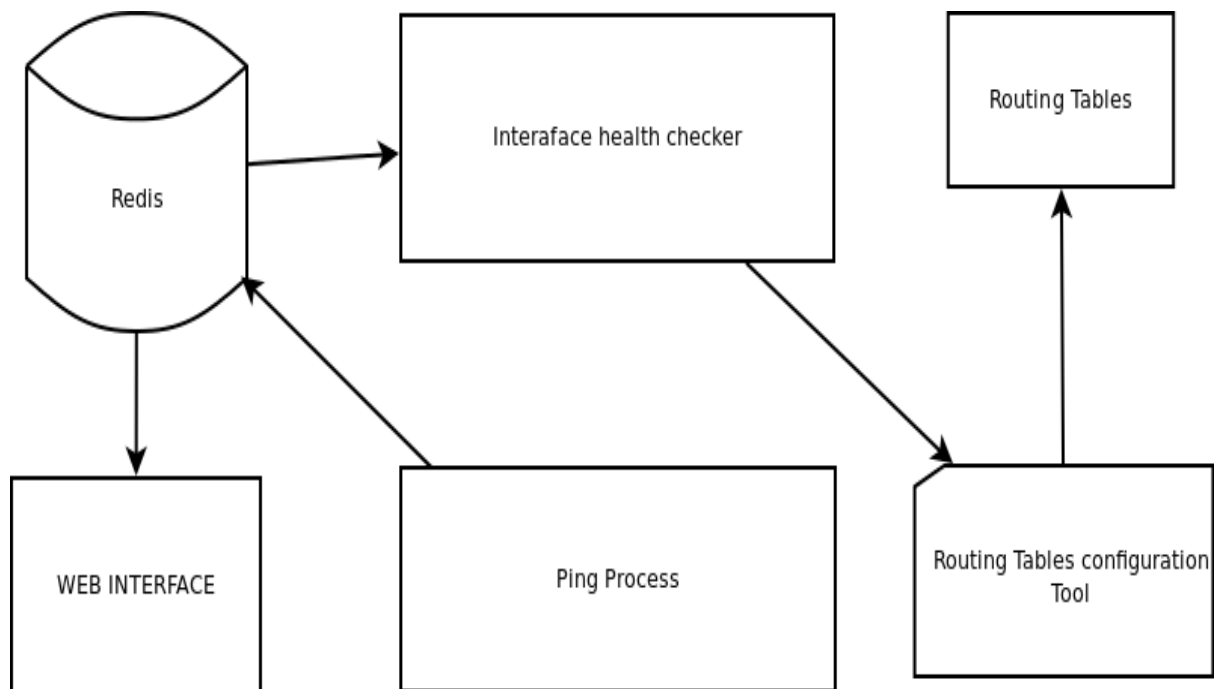 Redis
Interaface health checker
Routing Tables
WEB INTERFACE
Ping Process
Routing Tables configuration
Tool